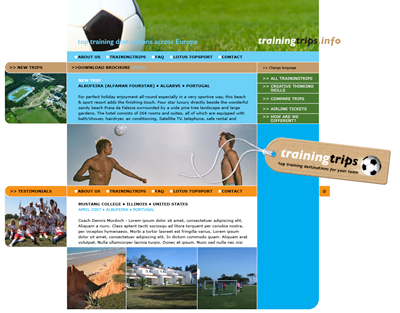 trainingtrips.info
top training destinations across Europe
ABOUT US • TRAININGTRIPS • FAQ • LOTUS TOPSPORT • CONTACT
>> NEW TRIPS
>>DOWNLOAD BROCHURE
>> Change language
NEW TRIP
ALBUFEIRA [ALFAMAR FOURSTAR] • ALGARVE • PORTUGAL
For perfect holiday enjoyment all-round especially in a very sportive way, this beach
& sport resort adds the finishing touch. Four star luxury directly beside the wonderful
sandy beach Praia da Falesia surrounded by a wide pine tree landscape and large
gardens. The hotel consists of 264 rooms and suites, all of which are equipped with
bath/shower, hairdryer, air conditioning, Satellite TV, telephone, safe rental and
>> ALL TRAININGTRIPS
>> CREATIVE THINKING
SKILLS
>> COMPARE TRIPS
>> AIRLINE TICKETS
>> HOW ARE WE
DIFFERENT?
trainingtrips
top training destinations for your team
>> TESTIMONIALS
ABOUT US • TRAININGTRIPS • FAQ • LOTUS TOPSPORT • CONTACT
MUSTANG COLLEGE • ILLINOIS • UNITED STATES
APRIL 2007 • ALBUFEIRA • PORTUGAL
Coach Dennis Murdoch - Lorem ipsum dolor sit amet, consectetuer adipiscing elit.
Aliquam a nunc. Class aptent taciti sociosqu ad litora torquent per conubia nostra,
per inceptos hymenaeos. Morbi a tortor laoreet est fringilla varius. Lorem ipsum
dolor sit amet, consectetuer adipiscing elit. In dictum commodo quam. Aliquam erat
volutpat. Nulla ullamcorper lacinia turpis. Donec et ipsum. Nunc sed nulla nec nisi